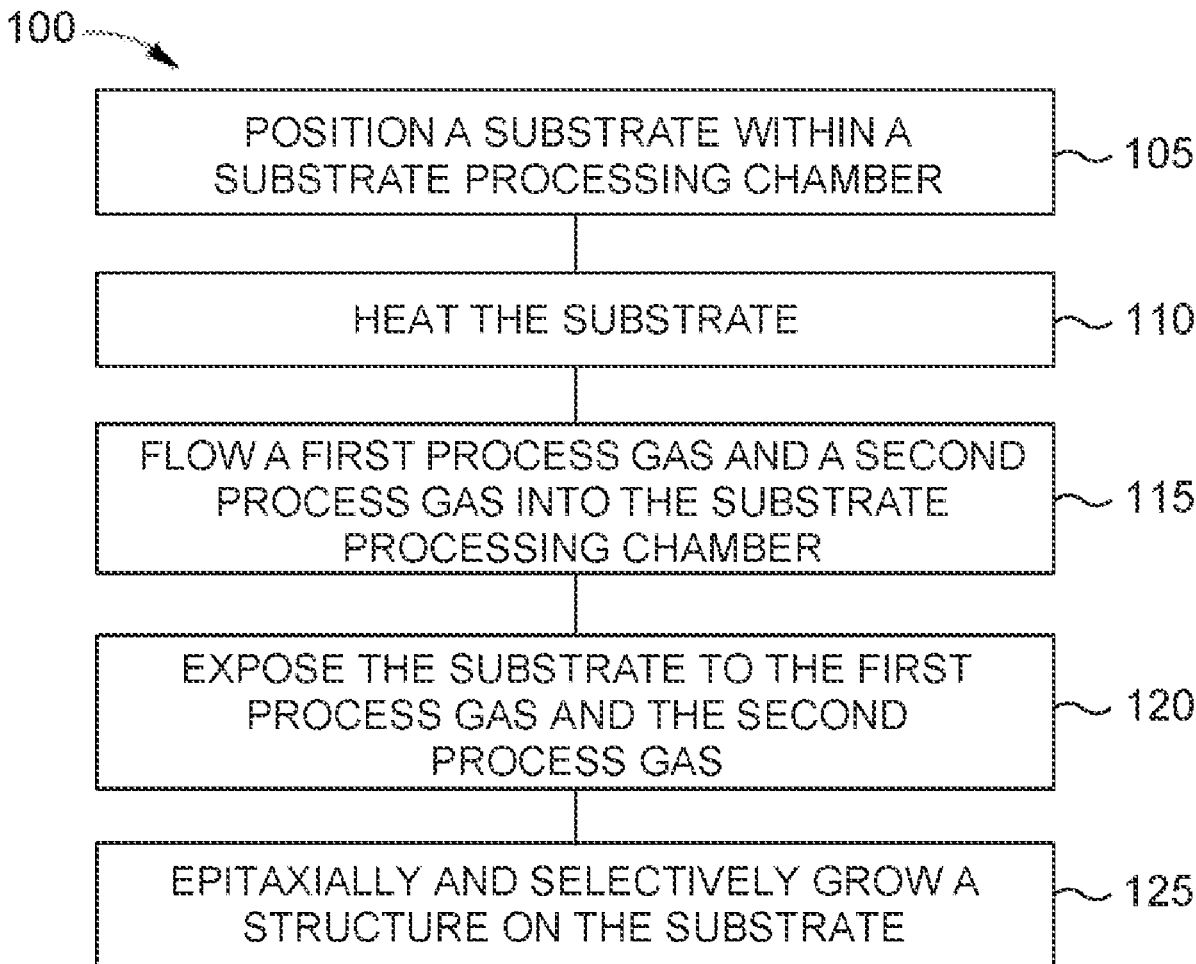 100
POSITION A SUBSTRATE WITHIN A
SUBSTRATE PROCESSING CHAMBER
105
HEAT THE SUBSTRATE
110
FLOW A FIRST PROCESS GAS AND A SECOND
PROCESS GAS INTO THE SUBSTRATE
PROCESSING CHAMBER
115
EXPOSE THE SUBSTRATE TO THE FIRST
PROCESS GAS AND THE SECOND
PROCESS GAS
120
EPITAXIALLY AND SELECTIVELY GROW A
STRUCTURE ON THE SUBSTRATE
125